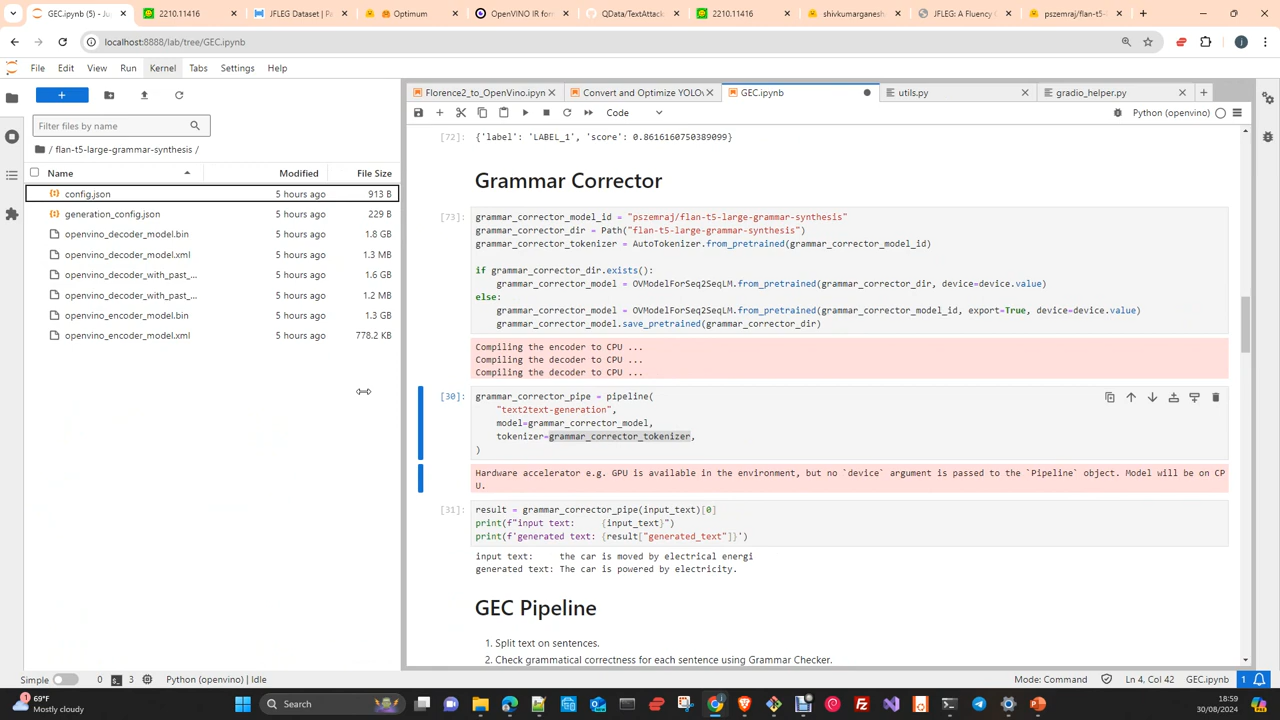 GEC.ipynb (5) - Ju
2210.11416
JFLEG Dataset | Pa
Optimum
OpenVINO IR form
QData/TextAttack
2210.11416
shivkumarganesh
JFLEG: A Fluency C
pszemraj/flan-t5-
localhost:8888/lab/tree/GEC.ipynb
File Edit View Run Kernel Tabs Settings Help
Florence2_to_OpenVino.ipyn
Convert and Optimize YOLOv
GEC.ipynb
utils.py
gradio_helper.py
Filter files by name
Code
Python (openvino)
/ flan-t5-large-grammar-synthesis /
Name Modified File Size
config.json 5 hours ago 913 B
generation_config.json 5 hours ago 229 B
openvino_decoder_model.bin 5 hours ago 1.8 GB
openvino_decoder_model.xml 5 hours ago 1.3 MB
openvino_decoder_with_past_... 5 hours ago 1.6 GB
openvino_decoder_with_past_... 5 hours ago 1.2 MB
openvino_encoder_model.bin 5 hours ago 1.3 GB
openvino_encoder_model.xml 5 hours ago 778.2 KB
[72]: {'label': 'LABEL_1', 'score': 0.8616160750389099}
Grammar Corrector
[73]: grammar_corrector_model_id = "pszemraj/flan-t5-large-grammar-synthesis"
grammar_corrector_dir = Path("flan-t5-large-grammar-synthesis")
grammar_corrector_tokenizer = AutoTokenizer.from_pretrained(grammar_corrector_model_id)
if grammar_corrector_dir.exists():
grammar_corrector_model = OVModelForSeq2SeqLM.from_pretrained(grammar_corrector_dir, device=device.value)
else:
grammar_corrector_model = OVModelForSeq2SeqLM.from_pretrained(grammar_corrector_model_id, export=True, device=device.value)
grammar_corrector_model.save_pretrained(grammar_corrector_dir)
Compiling the encoder to CPU ...
Compiling the decoder to CPU ...
Compiling the decoder to CPU ...
[30]: grammar_corrector_pipe = pipeline(
"text2text-generation",
model=grammar_corrector_model,
tokenizer=grammar_corrector_tokenizer,
)
Hardware accelerator e.g. GPU is available in the environment, but no `device` argument is passed to the `Pipeline` object. Model will be on CP
U.
[31]: result = grammar_corrector_pipe(input_text)[0]
print(f"input text:     {input_text}")
print(f'generated text: {result["generated_text"]}')
input text:     the car is moved by electrical energi
generated text: The car is powered by electricity.
GEC Pipeline
1. Split text on sentences.
2. Check grammatical correctness for each sentence using Grammar Checker.
Simple 0 3 Python (openvino) | Idle
Mode: Command Ln 4, Col 42 GEC.ipynb 1
69°F
Mostly cloudy
Search
18:59
30/08/2024